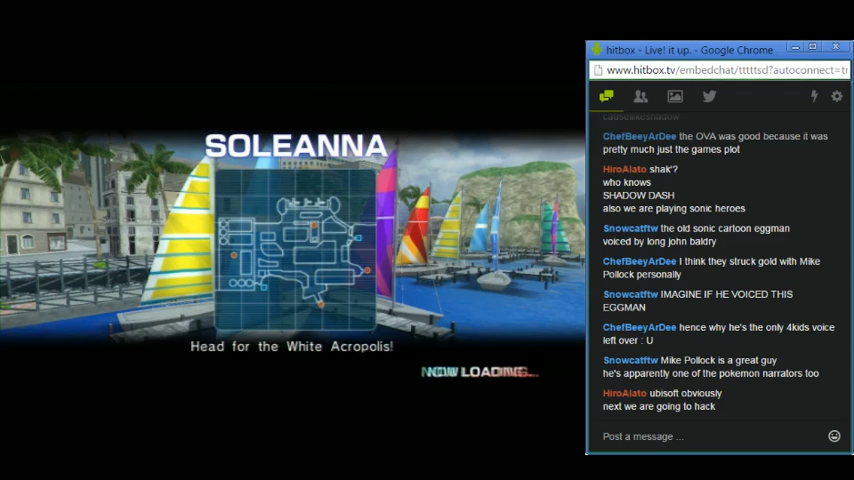 SOLEANNA
Head for the White Acropolis!
NOW LOADING...
hitbox - Live! it up. - Google Chrome
www.hitbox.tv/embedchat/tttttsd?autoconnect=tr
causelikeshadow
ChefBeeyArDee the OVA was good because it was
pretty much just the games plot
HiroAlato shak'?
who knows
SHADOW DASH
also we are playing sonic heroes
Snowcatftw the old sonic cartoon eggman
voiced by long john baldry
ChefBeeyArDee I think they struck gold with Mike
Pollock personally
Snowcatftw IMAGINE IF HE VOICED THIS
EGGMAN
ChefBeeyArDee hence why he's the only 4kids voice
left over : U
Snowcatftw Mike Pollock is a great guy
he's apparently one of the pokemon narrators too
HiroAlato ubisoft obviously
next we are going to hack
Post a message ...